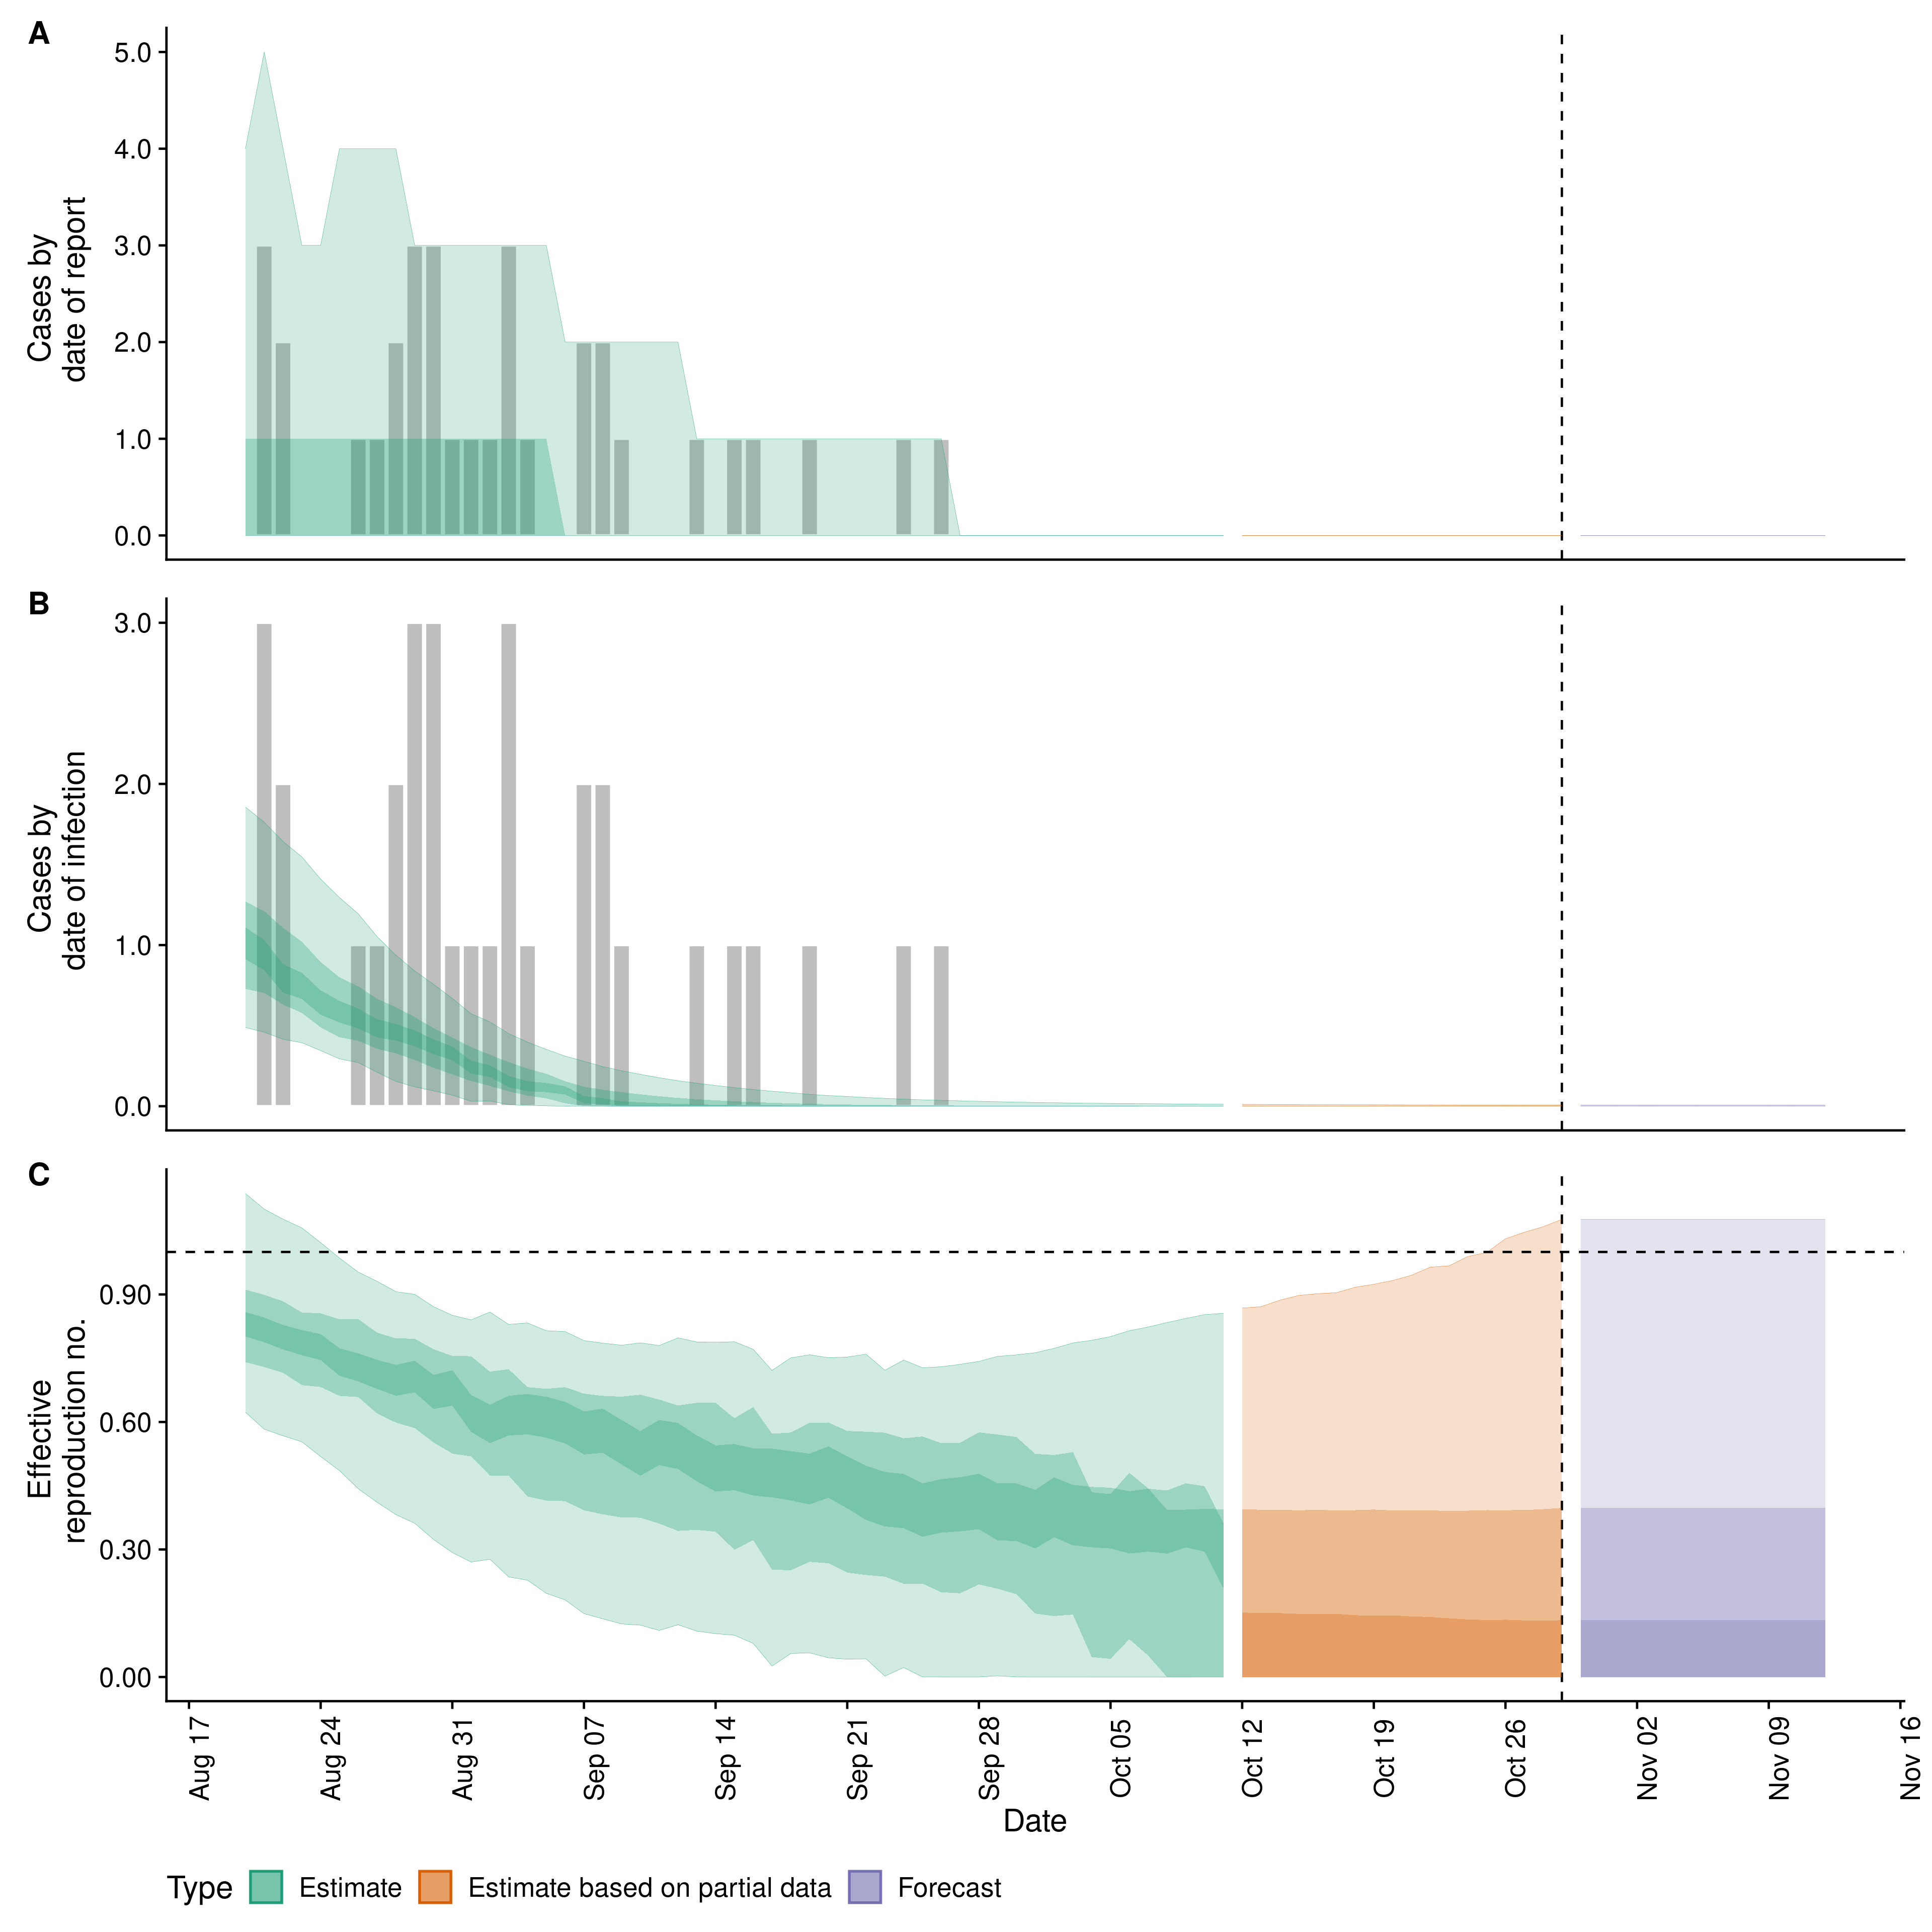 A
Cases by
date of report
5.0
4.0
3.0
2.0
1.0
0.0
B
Cases by
date of infection
3.0
2.0
1.0
0.0
C
Effective
reproduction no.
0.90
0.60
0.30
0.00
Aug 17
Aug 24
Aug 31
Sep 07
Sep 14
Sep 21
Sep 28
Oct 05
Oct 12
Oct 19
Oct 26
Nov 02
Nov 09
Nov 16
Date
Type Estimate Estimate based on partial data Forecast